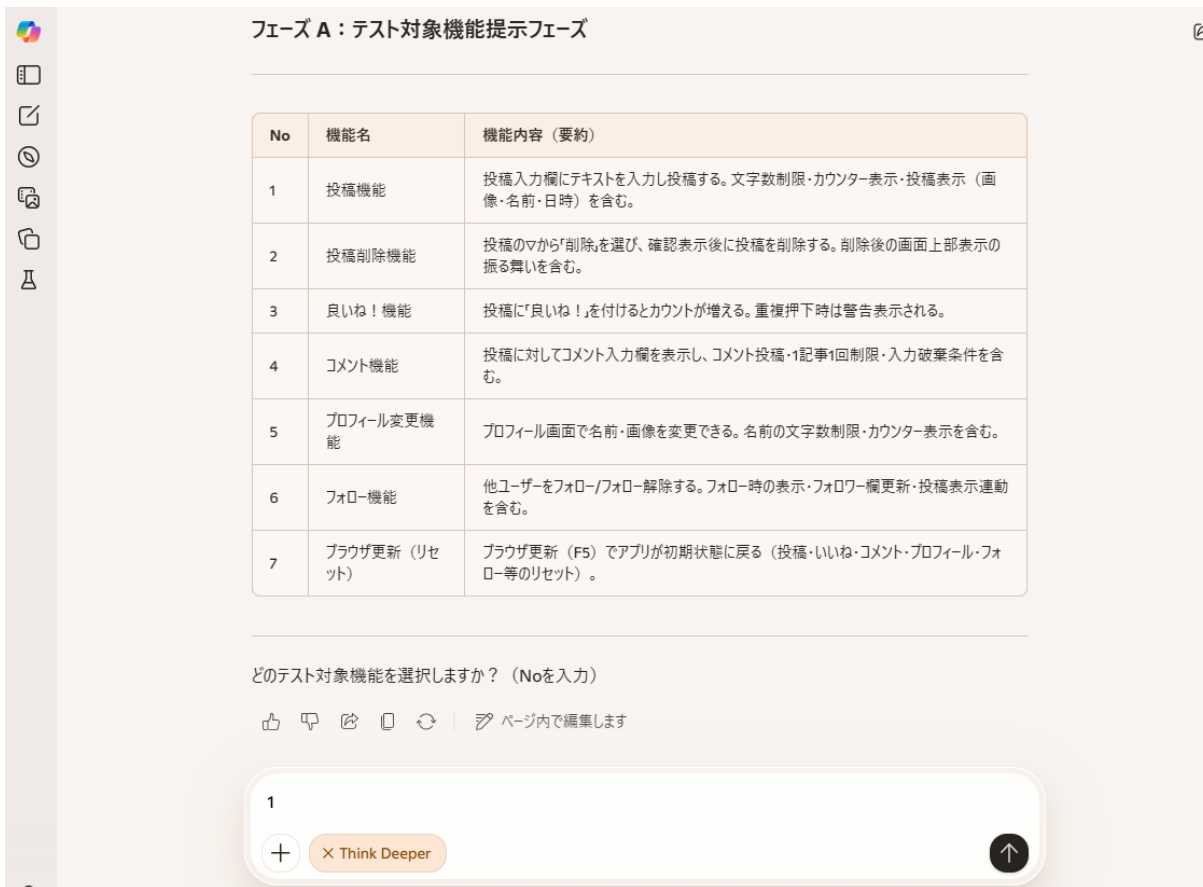 フェーズ A：テスト対象機能提示フェーズ
No 機能名 機能内容（要約）
1 投稿機能 投稿入力欄にテキストを入力し投稿する。文字数制限・カウンター表示・投稿表示（画
像・名前・日時）を含む。
2 投稿削除機能 投稿の▽から「削除」を選び、確認表示後に投稿を削除する。削除後の画面上部表示の
振る舞いを含む。
3 良いね！機能 投稿に「良いね！」を付けるとカウントが増える。重複押下時は警告表示される。
4 コメント機能 投稿に対してコメント入力欄を表示し、コメント投稿・1記事1回制限・入力破棄条件を含
む。
5 プロフィール変更機
能 プロフィール画面で名前・画像を変更できる。名前の文字数制限・カウンター表示を含む。
6 フォロー機能 他ユーザーをフォロー/フォロー解除する。フォロー時の表示・フォロワー欄更新・投稿表示連動
を含む。
7 ブラウザ更新（リセ
ット） ブラウザ更新（F5）でアプリが初期状態に戻る（投稿・いいね・コメント・プロフィール・フォ
ロー等のリセット）。
どのテスト対象機能を選択しますか？（Noを入力）
ページ内で編集します
1
Think Deeper